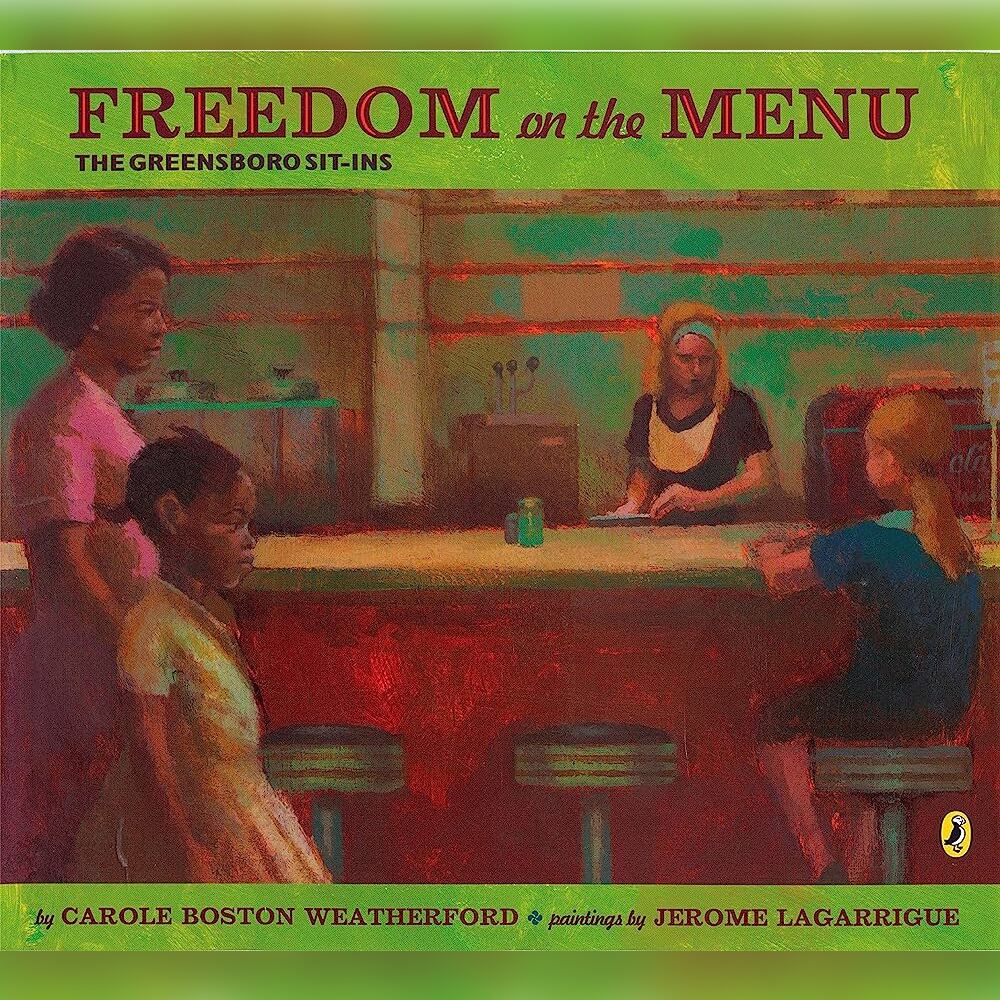 FREEDOM on the MENU
THE GREENSBORO SIT-INS
by CAROLE BOSTON WEATHERFORD paintings by JEROME LAGARRIGUE